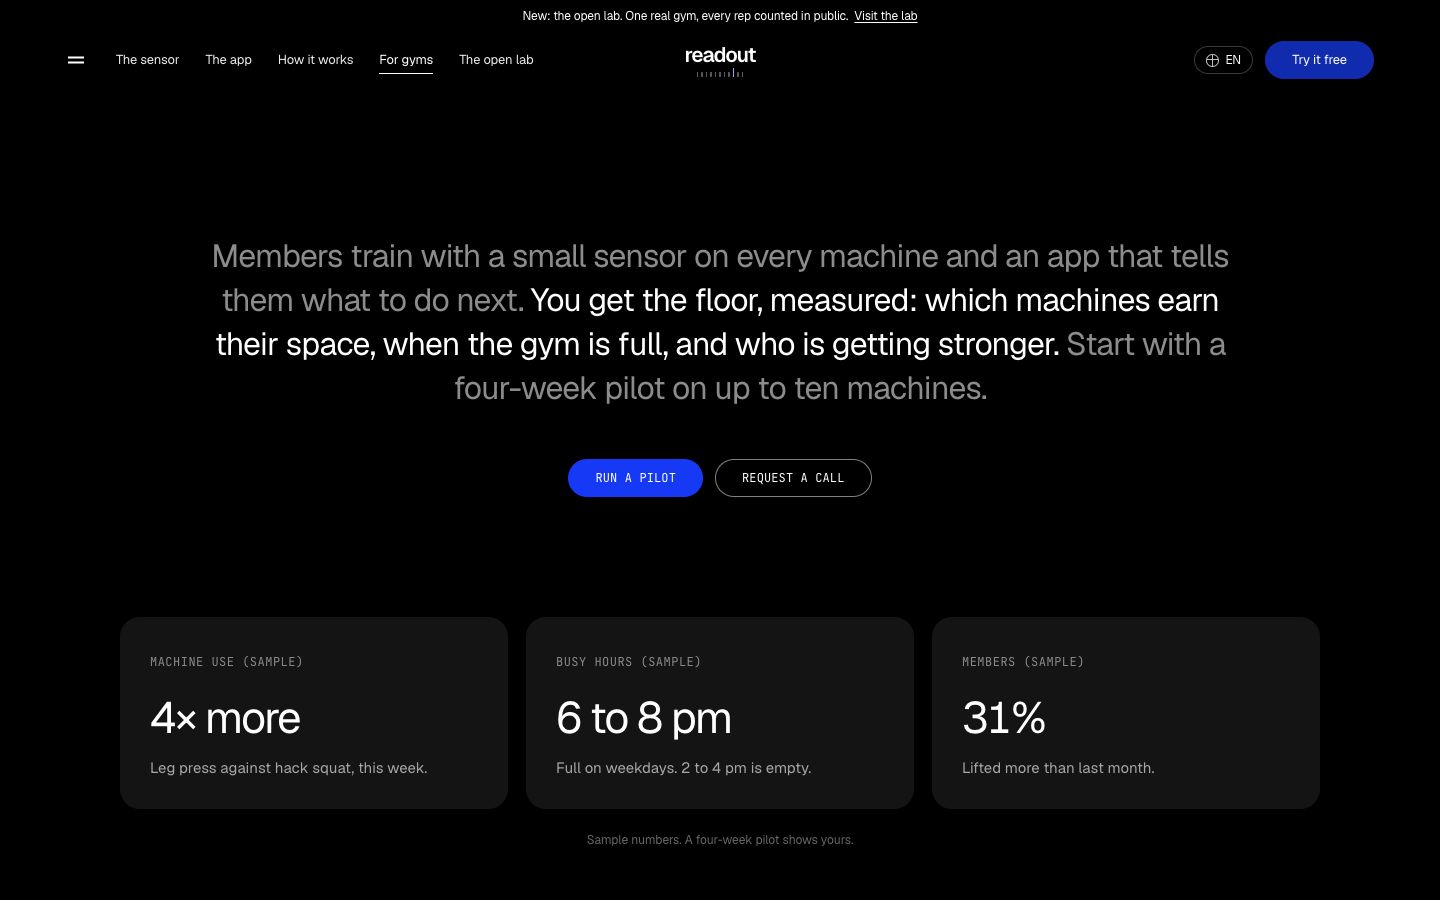 New: the open lab. One real gym, every rep counted in public. Visit the lab
The sensor
The app
How it works
For gyms
The open lab
readout
EN
Try it free
Members train with a small sensor on every machine and an app that tells
them what to do next. You get the floor, measured: which machines earn
their space, when the gym is full, and who is getting stronger. Start with a
four-week pilot on up to ten machines.
RUN A PILOT
REQUEST A CALL
MACHINE USE (SAMPLE)
4× more
Leg press against hack squat, this week.
BUSY HOURS (SAMPLE)
6 to 8 pm
Full on weekdays. 2 to 4 pm is empty.
MEMBERS (SAMPLE)
31%
Lifted more than last month.
Sample numbers. A four-week pilot shows yours.